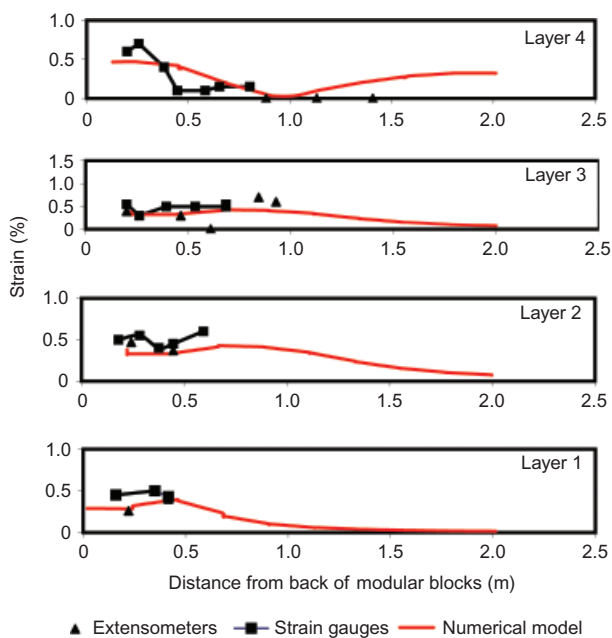 1.0
Layer 4
0.5
0
0 0.5 1.0 1.5 2.0 2.5
1.5
Layer 3
1.0
0.5
0
0 0.5 1.0 1.5 2.0 2.5
Strain (%)
1.0
Layer 2
0.5
0
0 0.5 1.0 1.5 2.0 2.5
1.0
Layer 1
0.5
0
0 0.5 1.0 1.5 2.0 2.5
Distance from back of modular blocks (m)
Extensometers Strain gauges Numerical model